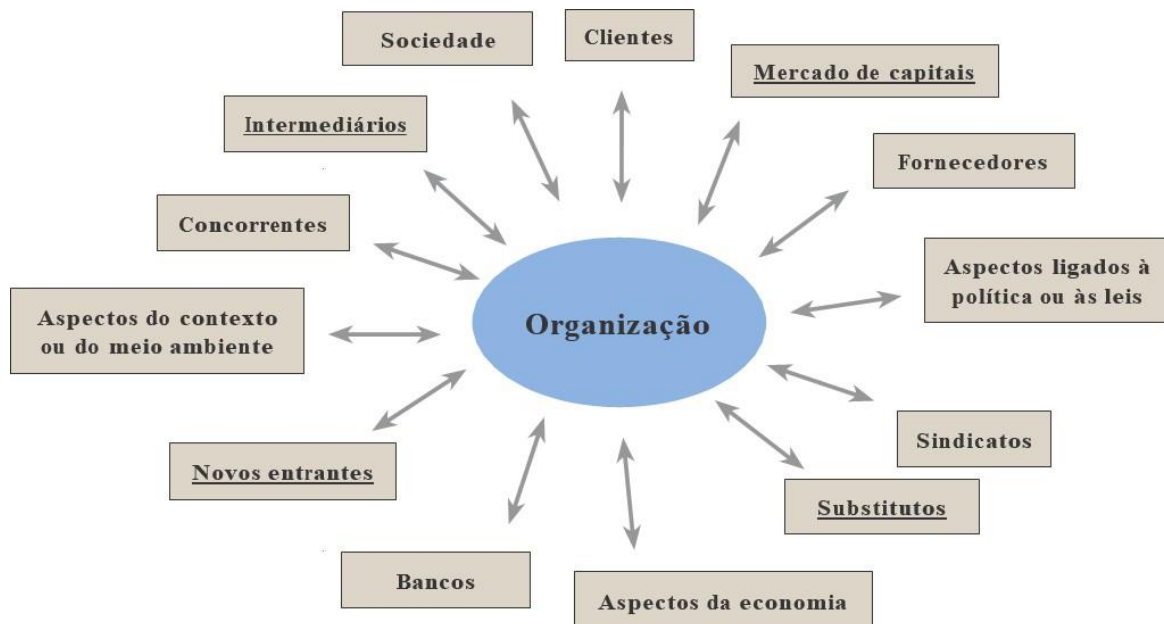 Sociedade
Clientes
Mercado de capitais
Intermediários
Fornecedores
Concorrentes
Aspectos ligados à
política ou às leis
Aspectos do contexto
ou do meio ambiente
Organização
Sindicatos
Novos entrantes
Substitutos
Bancos
Aspectos da economia